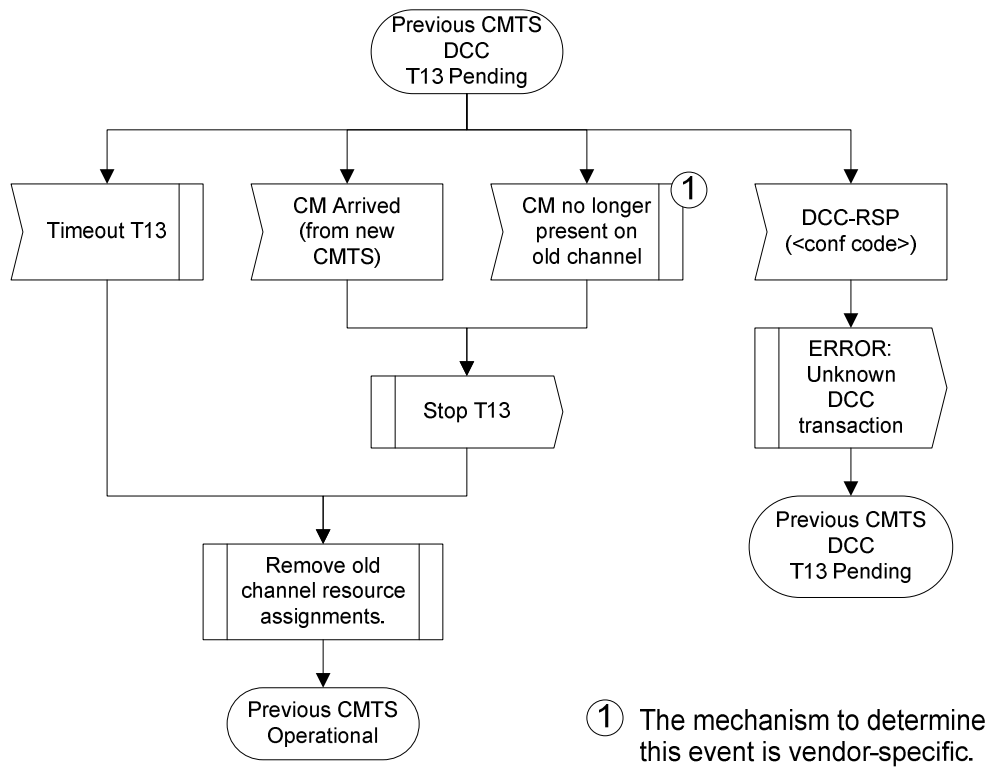 Previous CMTS
DCC
T13 Pending
Timeout T13
CM Arrived
(from new
CMTS)
CM no longer
present on
old channel
1
DCC-RSP
(<conf code>)
Stop T13
ERROR:
Unknown
DCC
transaction
Remove old
channel resource
assignments.
Previous CMTS
DCC
T13 Pending
Previous CMTS
Operational
1 The mechanism to determine
this event is vendor-specific.